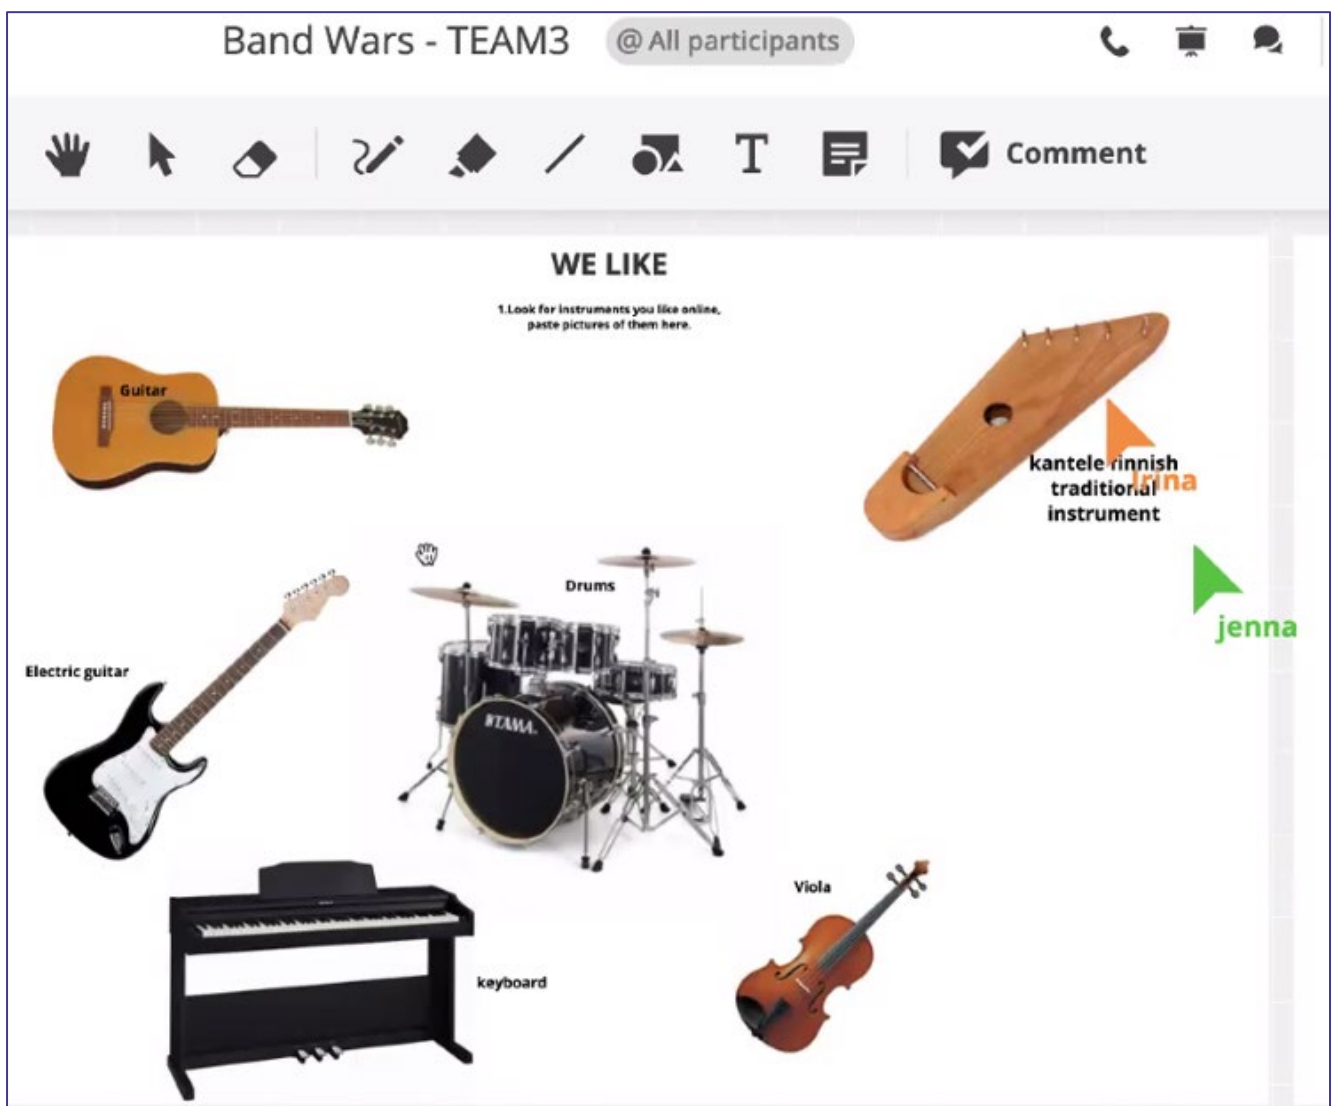 Band Wars - TEAM3 @ All participants
T Comment
WE LIKE
1.Look for instruments you like online,
paste pictures of them here.
Guitar
kantele finnish
traditional
instrument
Irina
jenna
Drums
TAMA
Electric guitar
Viola
keyboard